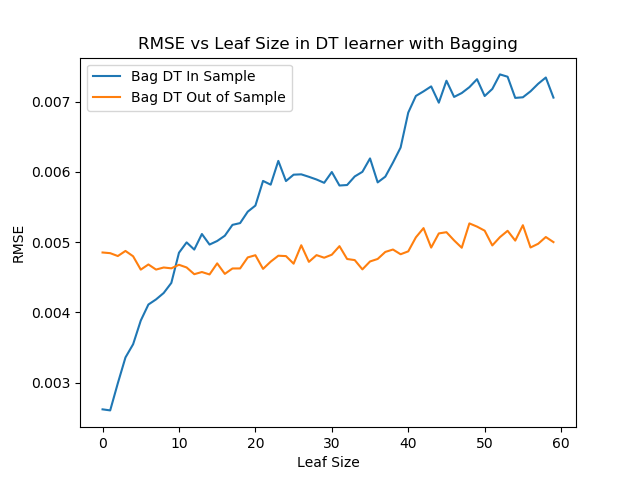 RMSE vs Leaf Size in DT learner with Bagging
Bag DT In Sample
Bag DT Out of Sample
0.007
0.006
0.005
0.004
0.003
RMSE
0
10
20
30
40
50
60
Leaf Size